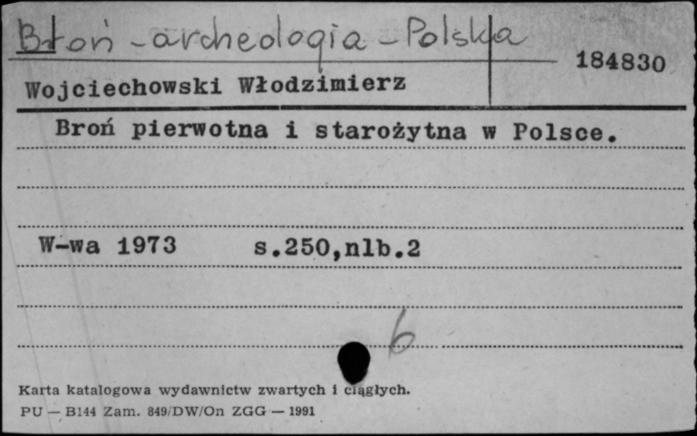 Broń - archeologia - Polska
184830
Wojciechowski Włodzimierz
Broń pierwotna i starożytna w Polsce.
W-wa 1973 s.250,nlb.2
6
Karta katalogowa wydawnictw zwartych i ciągłych.
PU — B144 Zam. 849/DW/On ZGG — 1991